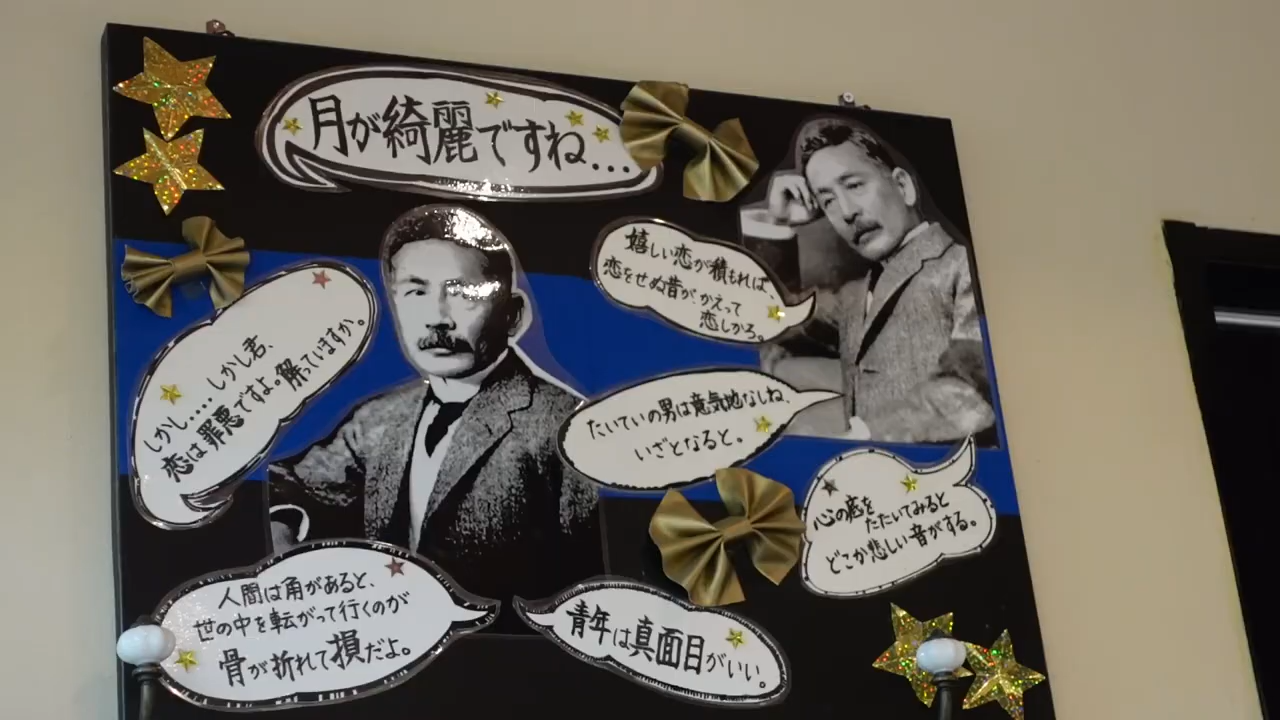 月が綺麗ですね...
嬉しい恋が積もれば、
恋をせぬ昔が、かえって
恋しかろ。
しかし.... しかし君、
恋は罪悪ですよ。解っていますか。
たいていの男は意気地なしね、
いざとなると。
心の窓を
たたいてみると
どこか悲しい音がする。
人間は角があると、
世の中を転がって行くのが
骨が折れて損だよ。
青年は真面目がいい。